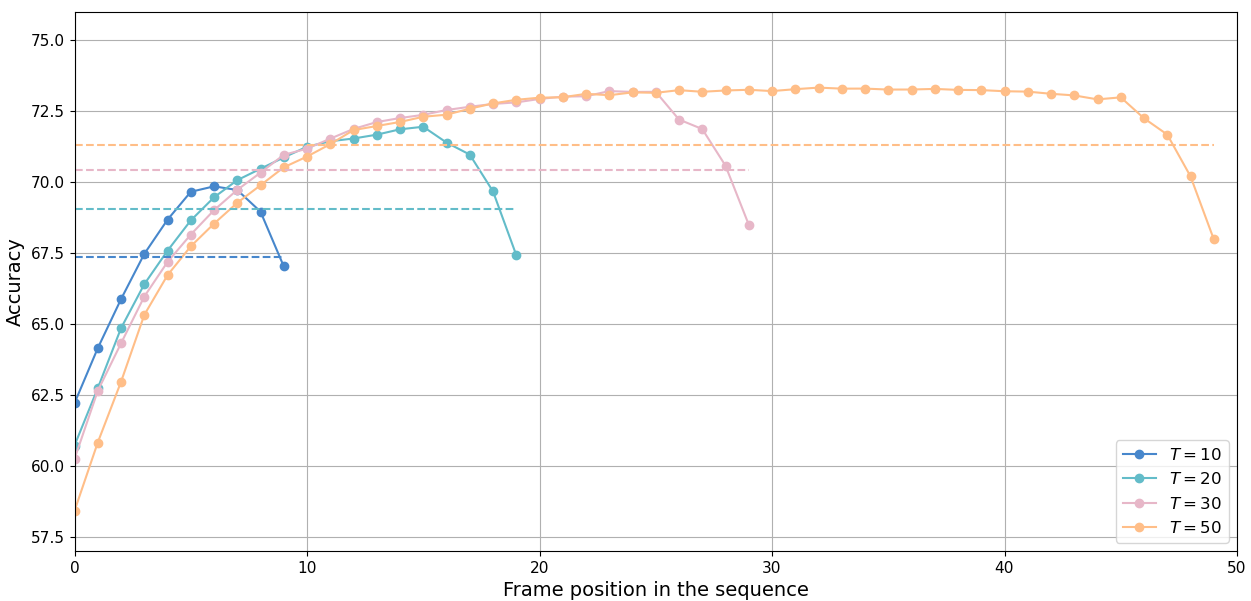 75.0
72.5
70.0
67.5
65.0
62.5
60.0
57.5
Accuracy
0 10 20 30 40 50
Frame position in the sequence
T = 10
T = 20
T = 30
T = 50